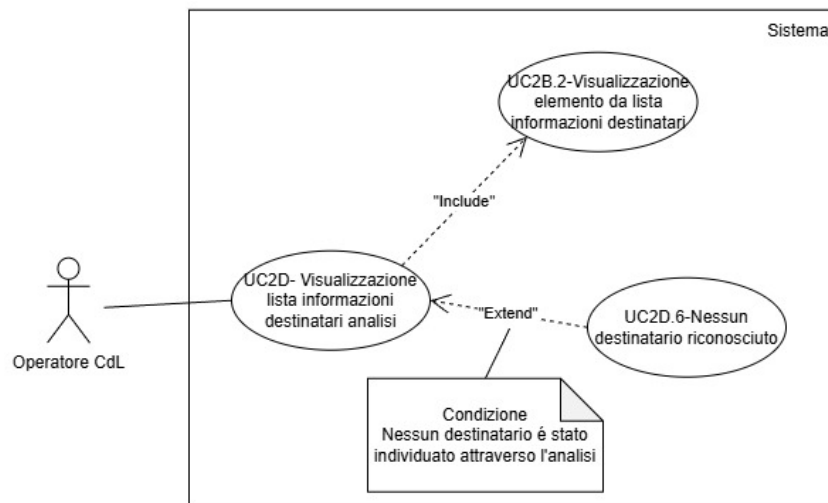 Sistema
UC2B.2-Visualizzazione
elemento da lista
informazioni destinatari
"Include"
UC2D- Visualizzazione
lista informazioni
destinatari analisi
"Extend"
UC2D.6-Nessun
destinatario riconosciuto
Operatore CdL
Condizione
Nessun destinatario é stato
individuato attraverso l'analisi